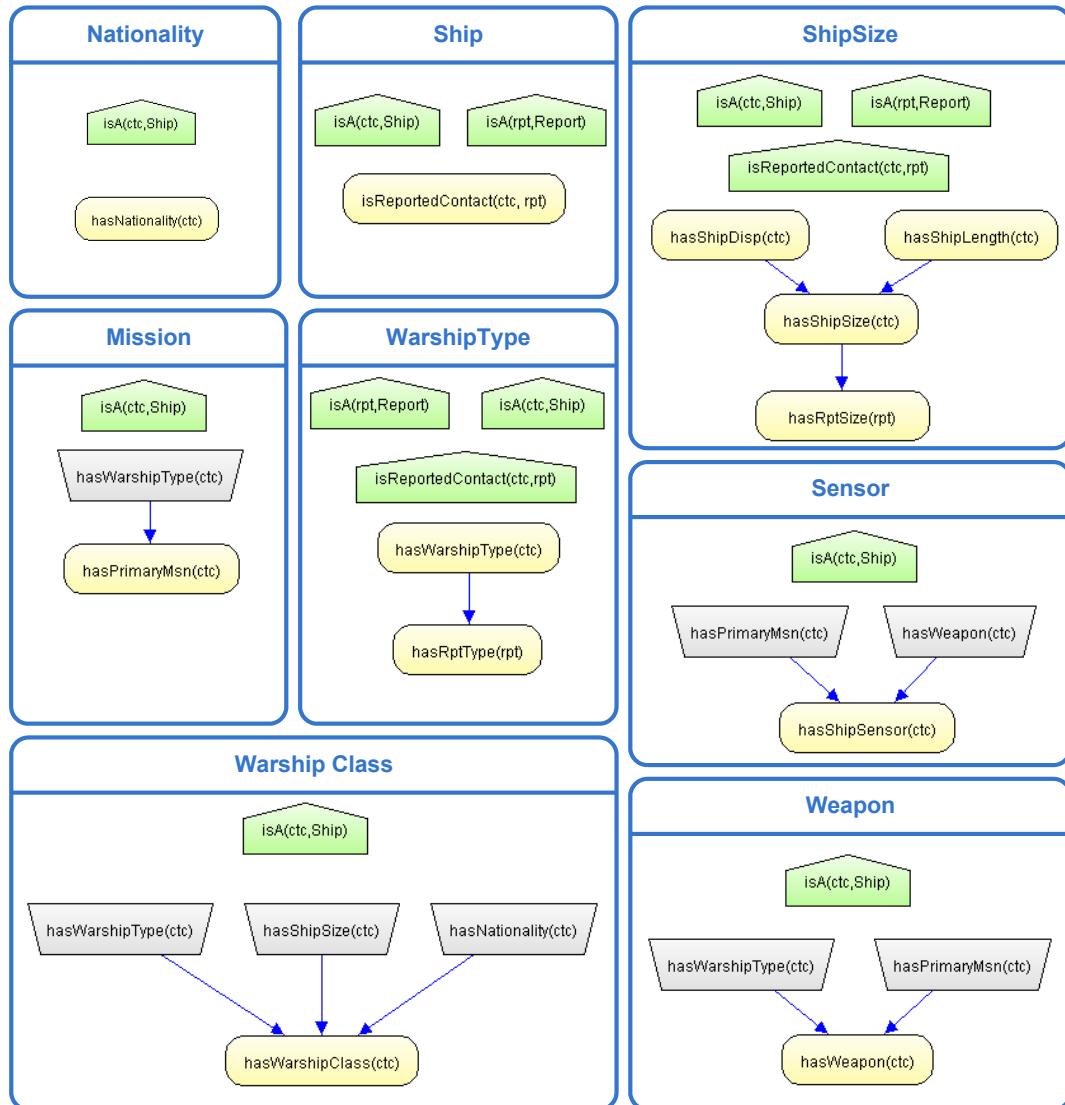 Nationality
isA(ctc,Ship)
hasNationality(ctc)
Ship
isA(ctc,Ship)
isA(rpt,Report)
isReportedContact(ctc, rpt)
ShipSize
isA(ctc,Ship)
isA(rpt,Report)
isReportedContact(ctc,rpt)
hasShipDisp(ctc)
hasShipLength(ctc)
hasShipSize(ctc)
hasRptSize(rpt)
Mission
isA(ctc,Ship)
hasWarshipType(ctc)
hasPrimaryMsn(ctc)
WarshipType
isA(rpt,Report)
isA(ctc,Ship)
isReportedContact(ctc,rpt)
hasWarshipType(ctc)
hasRptType(rpt)
Sensor
isA(ctc,Ship)
hasPrimaryMsn(ctc)
hasWeapon(ctc)
hasShipSensor(ctc)
Warship Class
isA(ctc,Ship)
hasWarshipType(ctc)
hasShipSize(ctc)
hasNationality(ctc)
hasWarshipClass(ctc)
Weapon
isA(ctc,Ship)
hasWarshipType(ctc)
hasPrimaryMsn(ctc)
hasWeapon(ctc)